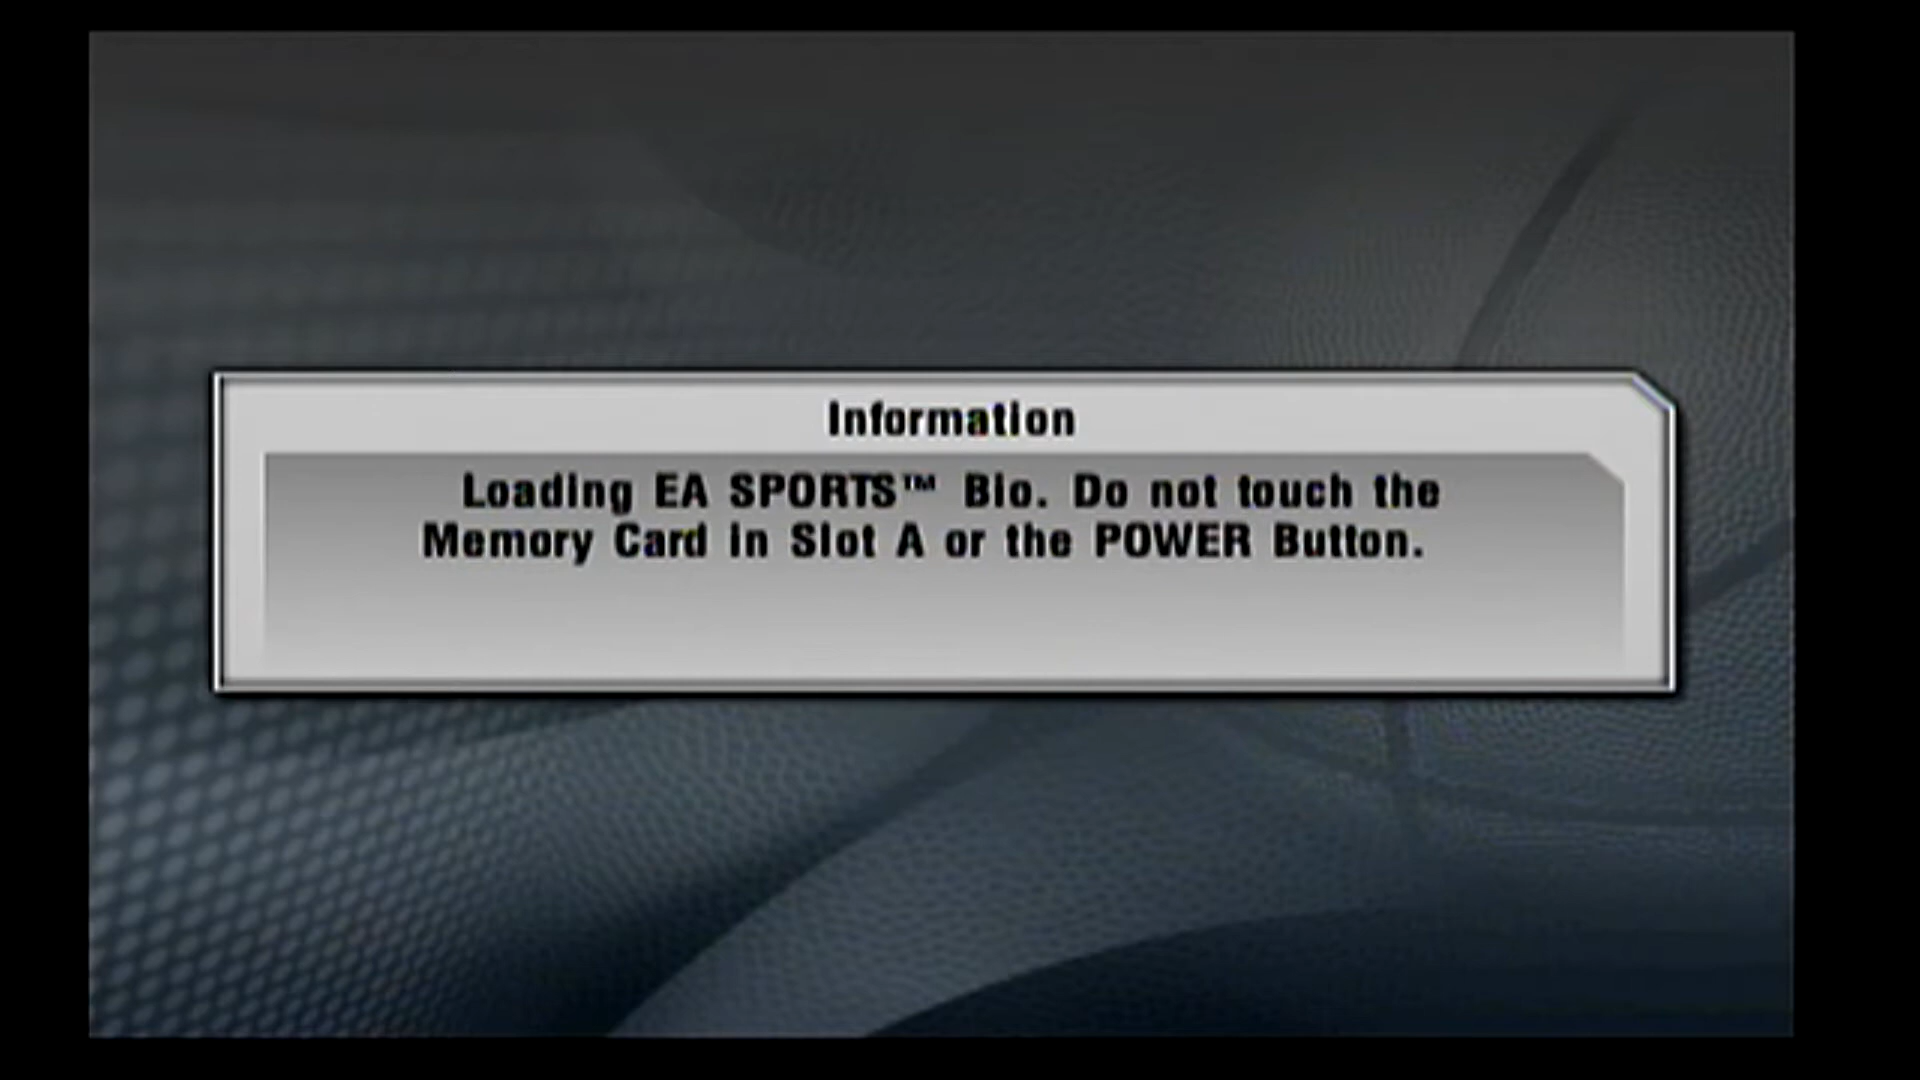 Information
Loading EA SPORTS™ Bio. Do not touch the
Memory Card in Slot A or the POWER Button.